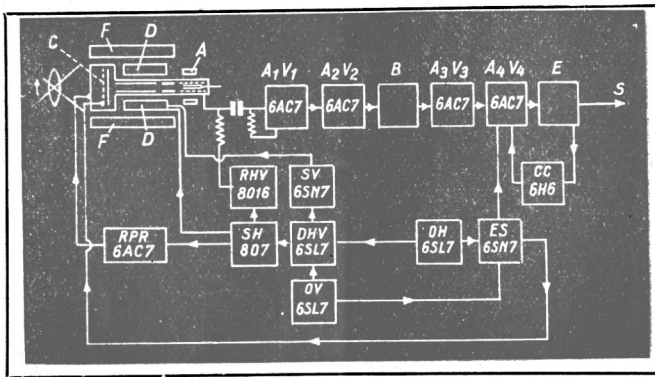 C F D A
A₁V₁ A₂V₂ B A₃V₃ A₄V₄ E
t
6AC7 6AC7 6AC7 6AC7 S
F D
CC
6H6
RHV
8016
SV
6SN7
RPR
6AC7
SH
807
DHV
6SL7
OH
6SL7
ES
6SN7
OV
6SL7